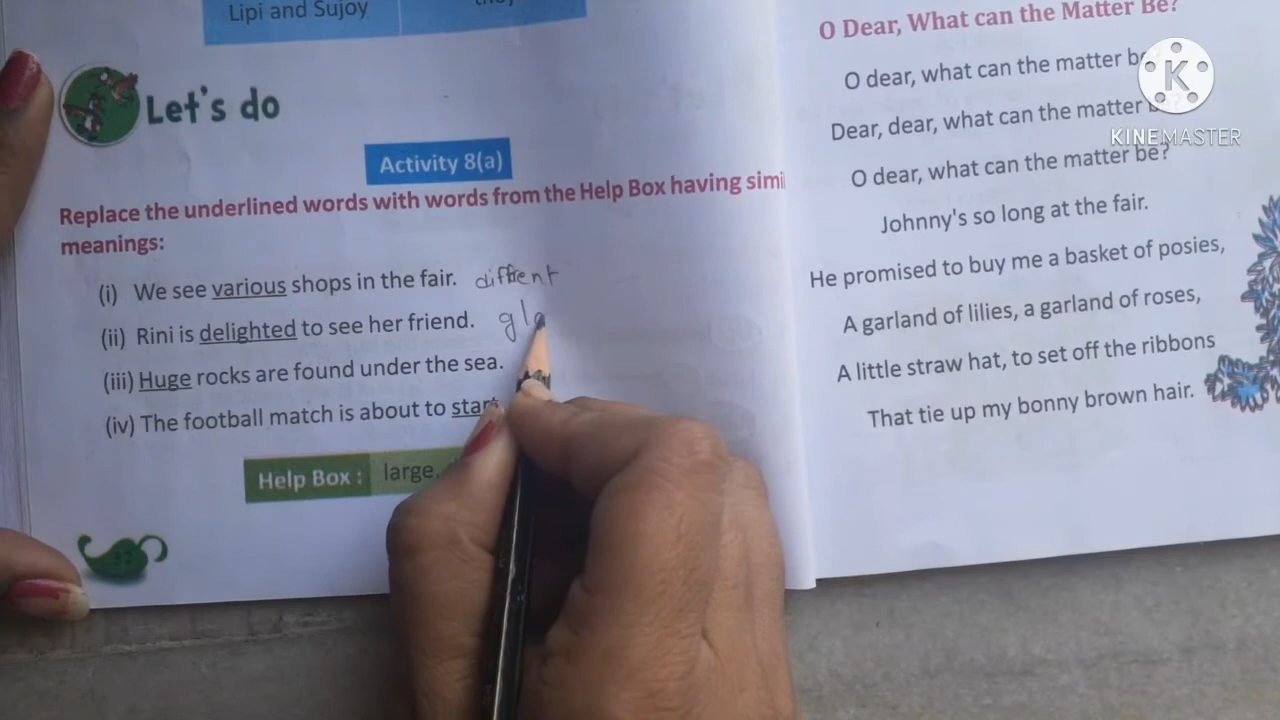 Lipi and Sujoy they
Let's do
Activity 8(a)
Replace the underlined words with words from the Help Box having simi
meanings:
(i) We see various shops in the fair. diffrent
(ii) Rini is delighted to see her friend. gla
(iii) Huge rocks are found under the sea.
(iv) The football match is about to start
Help Box : large,
O Dear, What can the Matter Be?
O dear, what can the matter be?
Dear, dear, what can the matter be?
O dear, what can the matter be?
Johnny's so long at the fair.
He promised to buy me a basket of posies,
A garland of lilies, a garland of roses,
A little straw hat, to set off the ribbons
That tie up my bonny brown hair.
K
KINEMASTER